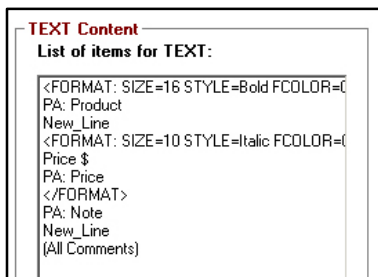 TEXT Content
List of items for TEXT:
<FORMAT: SIZE=16 STYLE=Bold FCOLOR=
PA: Product
New_Line
<FORMAT: SIZE=10 STYLE=Italic FCOLOR=
Price $
PA: Price
</FORMAT>
PA: Note
New_Line
(All Comments)